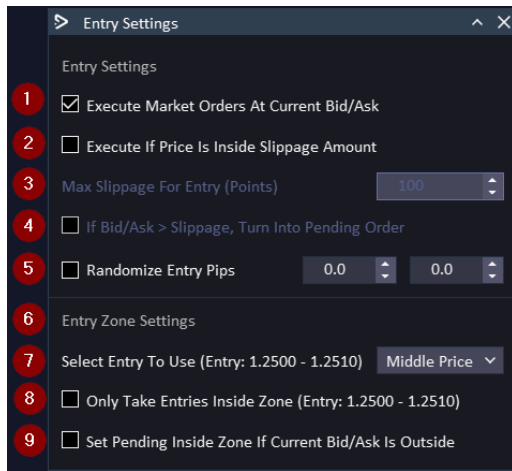 Entry Settings
Entry Settings
1 Execute Market Orders At Current Bid/Ask
2 Execute If Price Is Inside Slippage Amount
3 Max Slippage For Entry (Points) 100
4 If Bid/Ask > Slippage, Turn Into Pending Order
5 Randomize Entry Pips 0.0 0.0
6 Entry Zone Settings
7 Select Entry To Use (Entry: 1.2500 - 1.2510) Middle Price
8 Only Take Entries Inside Zone (Entry: 1.2500 - 1.2510)
9 Set Pending Inside Zone If Current Bid/Ask Is Outside